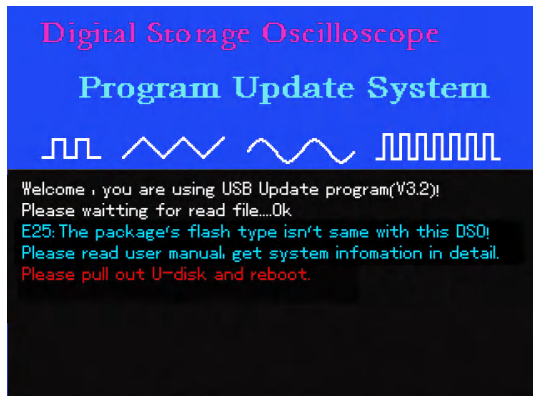 Digital Storage Oscilloscope
Program Update System
Welcome , you are using USB Update program(V3.2)!
Please waitting for read file....Ok
E25: The package's flash type isn't same with this DSO!
Please read user manual, get system infomation in detail.
Please pull out U-disk and reboot.